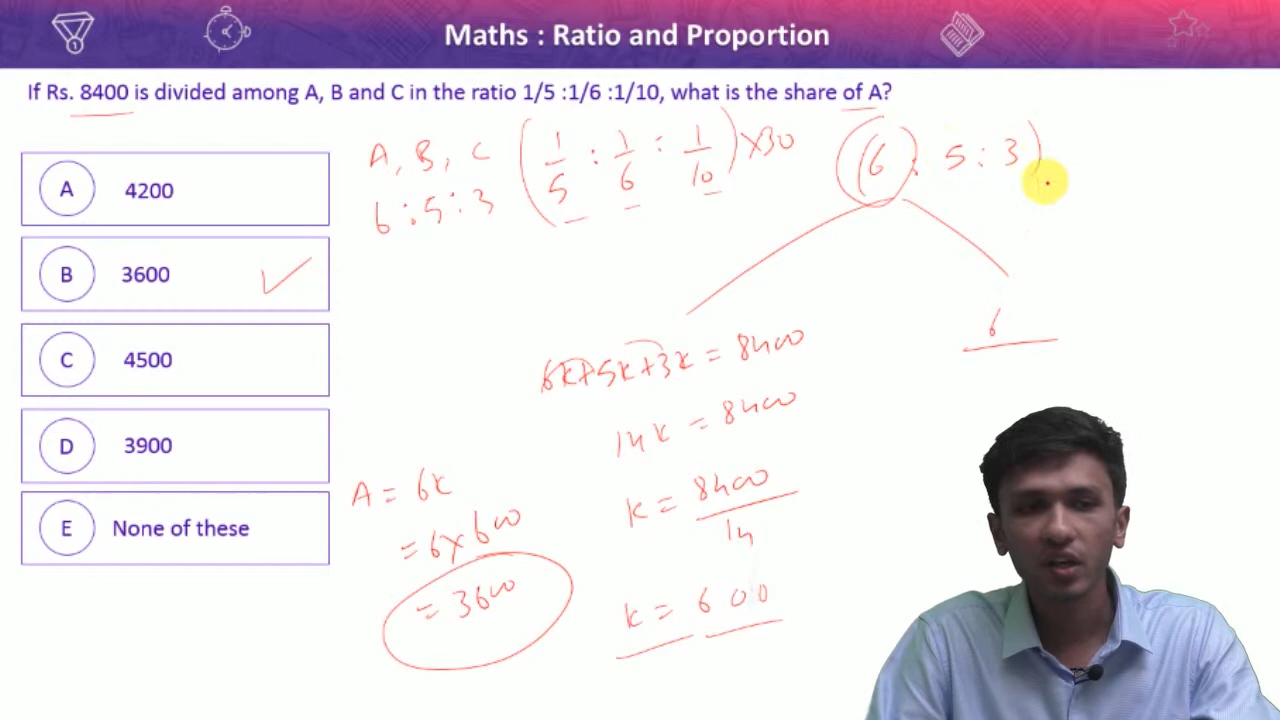 Maths : Ratio and Proportion
If Rs. 8400 is divided among A, B and C in the ratio 1/5 :1/6 :1/10, what is the share of A?
A, B, C (1/5 : 1/6 : 1/10) x30 (6 : 5 : 3)
6 : 5 : 3
A 4200
B 3600
C 4500
D 3900
E None of these
6k+5k+3k = 8400
14k = 8400
k = 8400/14
k = 600
A = 6k
= 6x600
= 3600
6